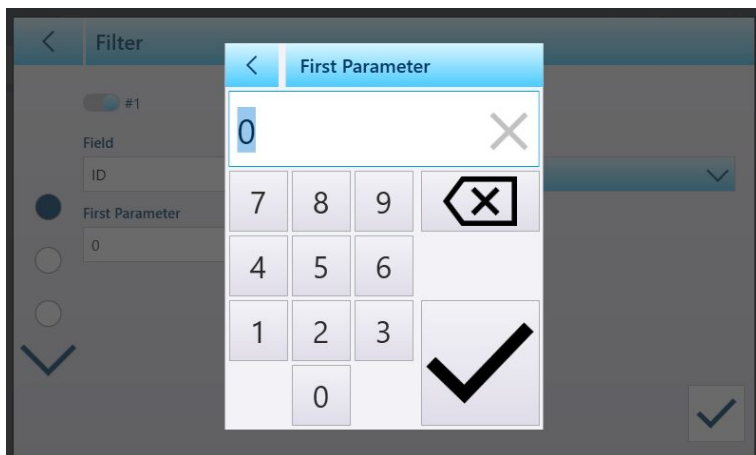 Filter
First Parameter
#1
0
Field
ID
7 8 9
First Parameter
0
4 5 6
1 2 3
0